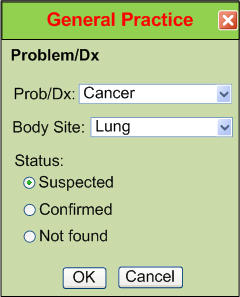 General Practice
Problem/Dx
Prob/Dx: Cancer
Body Site: Lung
Status:
Suspected
Confirmed
Not found
OK Cancel